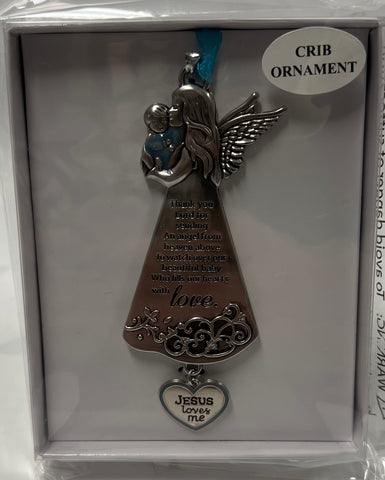 CRIB
ORNAMENT
Thank you
Lord for
sending
An angel from
heaven above
To watch over our
beautiful baby
Who fills our hearts
with love.
JESUS
loves
me